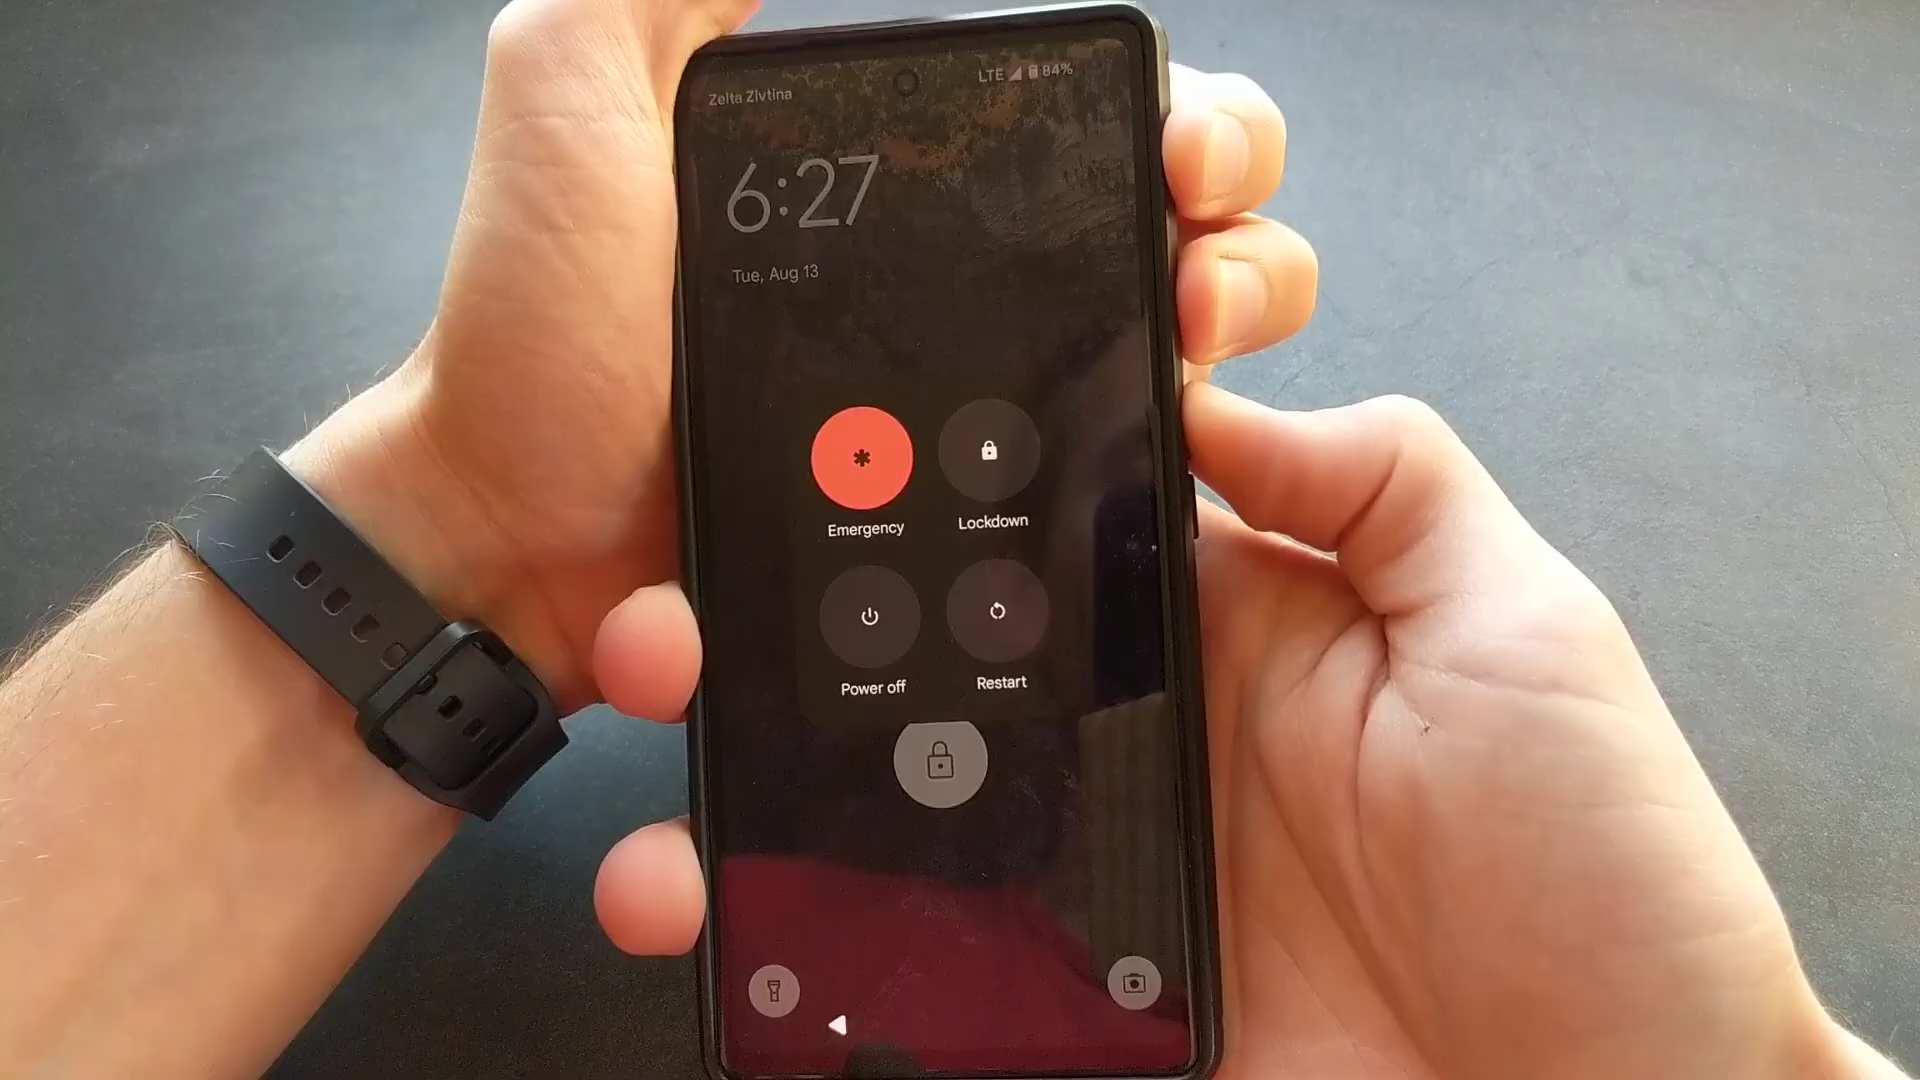 Zelta Zivtina
LTE 84%
6:27
Tue, Aug 13
Emergency
Lockdown
Power off
Restart